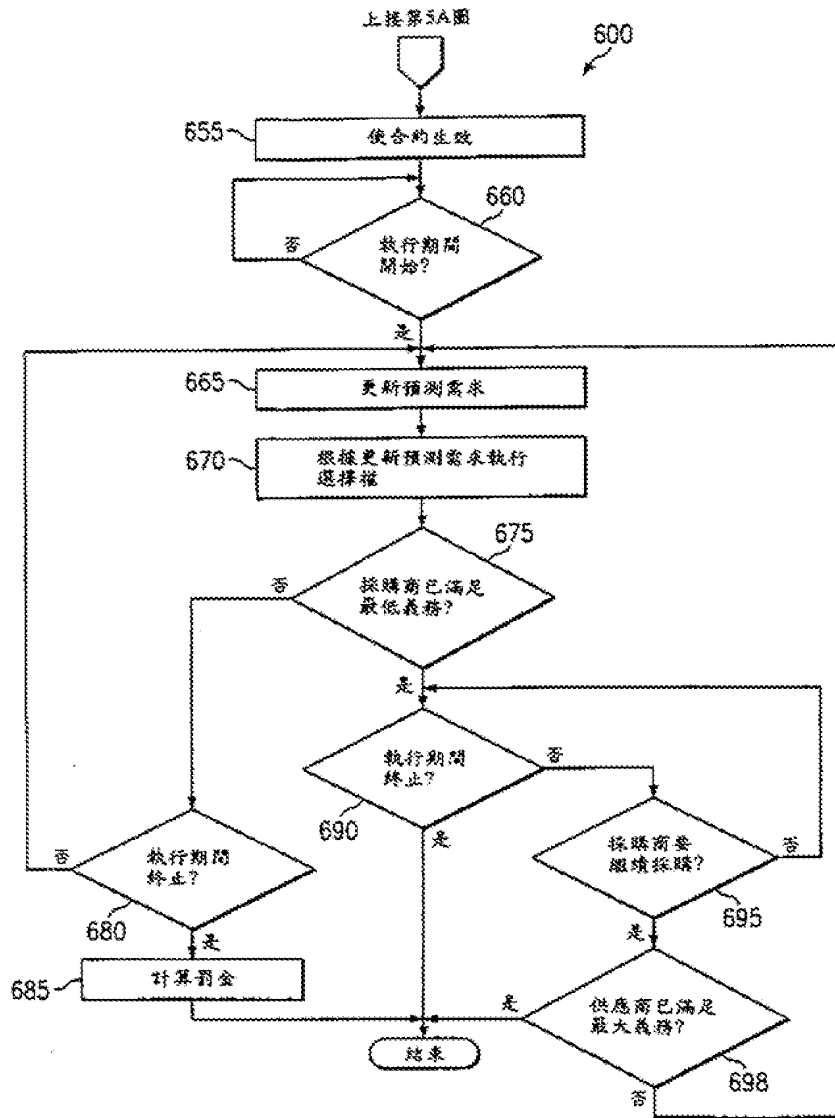 上接第5A圖
600
655
使合約生效
660
執行期間
開始?
否
是
665
更新預測需求
670
根據更新預測需求執行
選擇權
675
採購商已滿足
最低義務?
否
是
執行期間
終止?
否
690
是
採購商要
繼續採購?
否
695
是
執行期間
終止?
否
680
是
685
計算罰金
供應商已滿足
最大義務?
是
698
否
結束